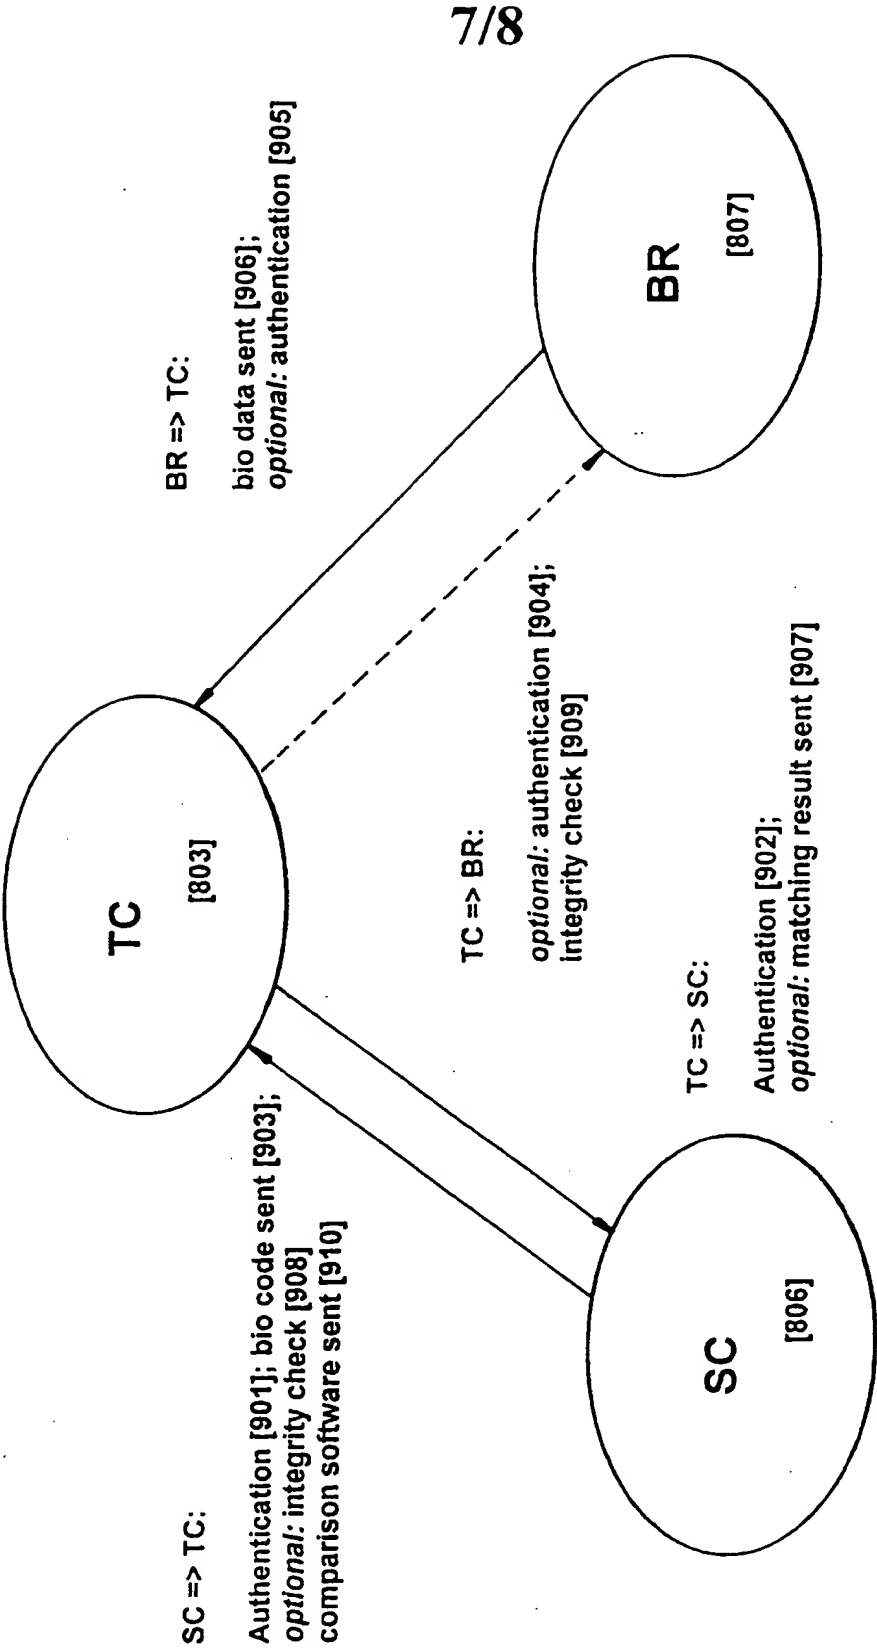 7/8
SC => TC:
Authentication [901]; bio code sent [903];
optional: integrity check [908]
comparison software sent [910]
TC
[803]
BR => TC:
bio data sent [906];
optional: authentication [905]
TC => BR:
optional: authentication [904];
integrity check [909]
TC => SC:
Authentication [902];
optional: matching result sent [907]
SC
[806]
BR
[807]